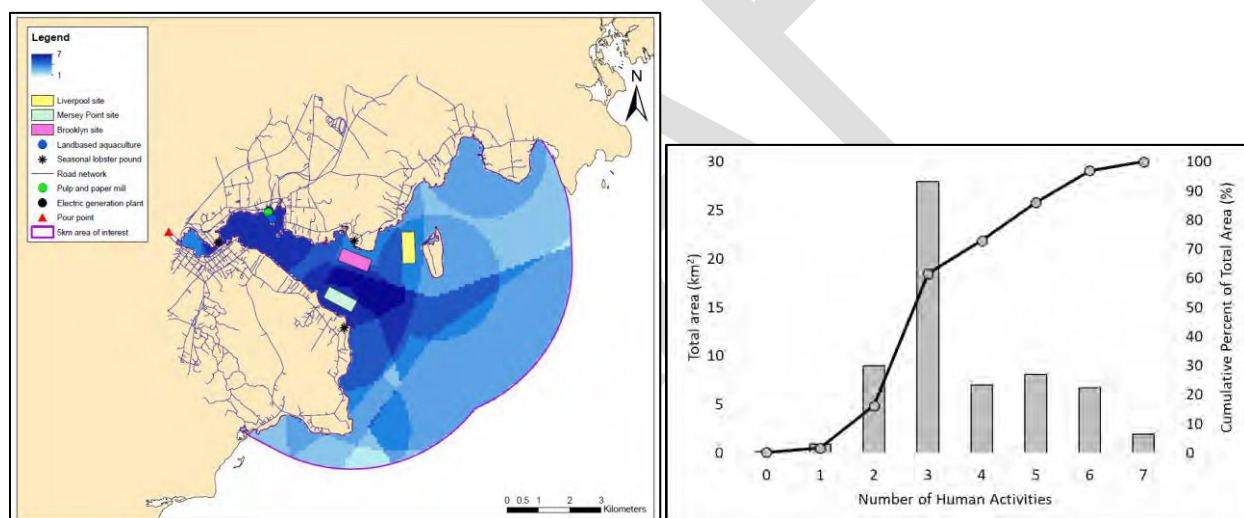 Legend
7
1
Liverpool site
Mersey Point site
Brooklyn site
Landbased aquaculture
Seasonal lobster pound
Road network
Pulp and paper mill
Electric generation plant
Pour point
5km area of interest
N
0 0.5 1 2 3
Kilometers
Total area (km²)
30
25
20
15
10
5
0
0 1 2 3 4 5 6 7
Number of Human Activities
100
90
80
70
60
50
40
30
20
10
0
Cumulative Percent of Total Area (%)